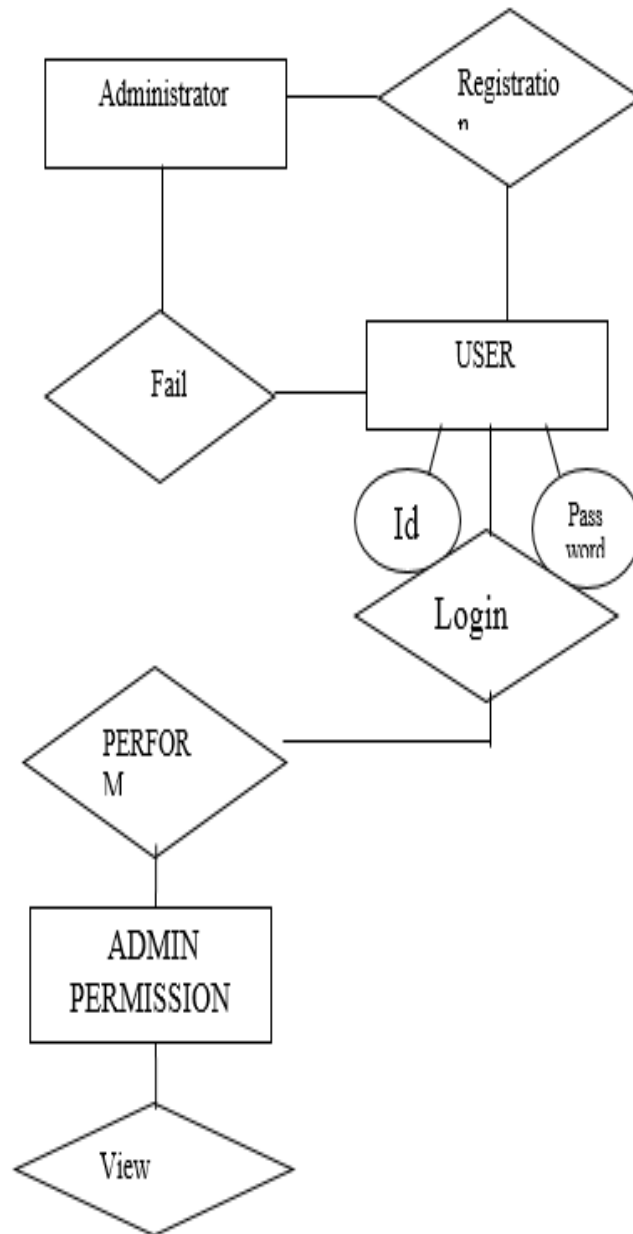 Administrator
Registratio
n
Fail
USER
Id
Pass
word
Login
PERFOR
M
ADMIN
PERMISSION
View